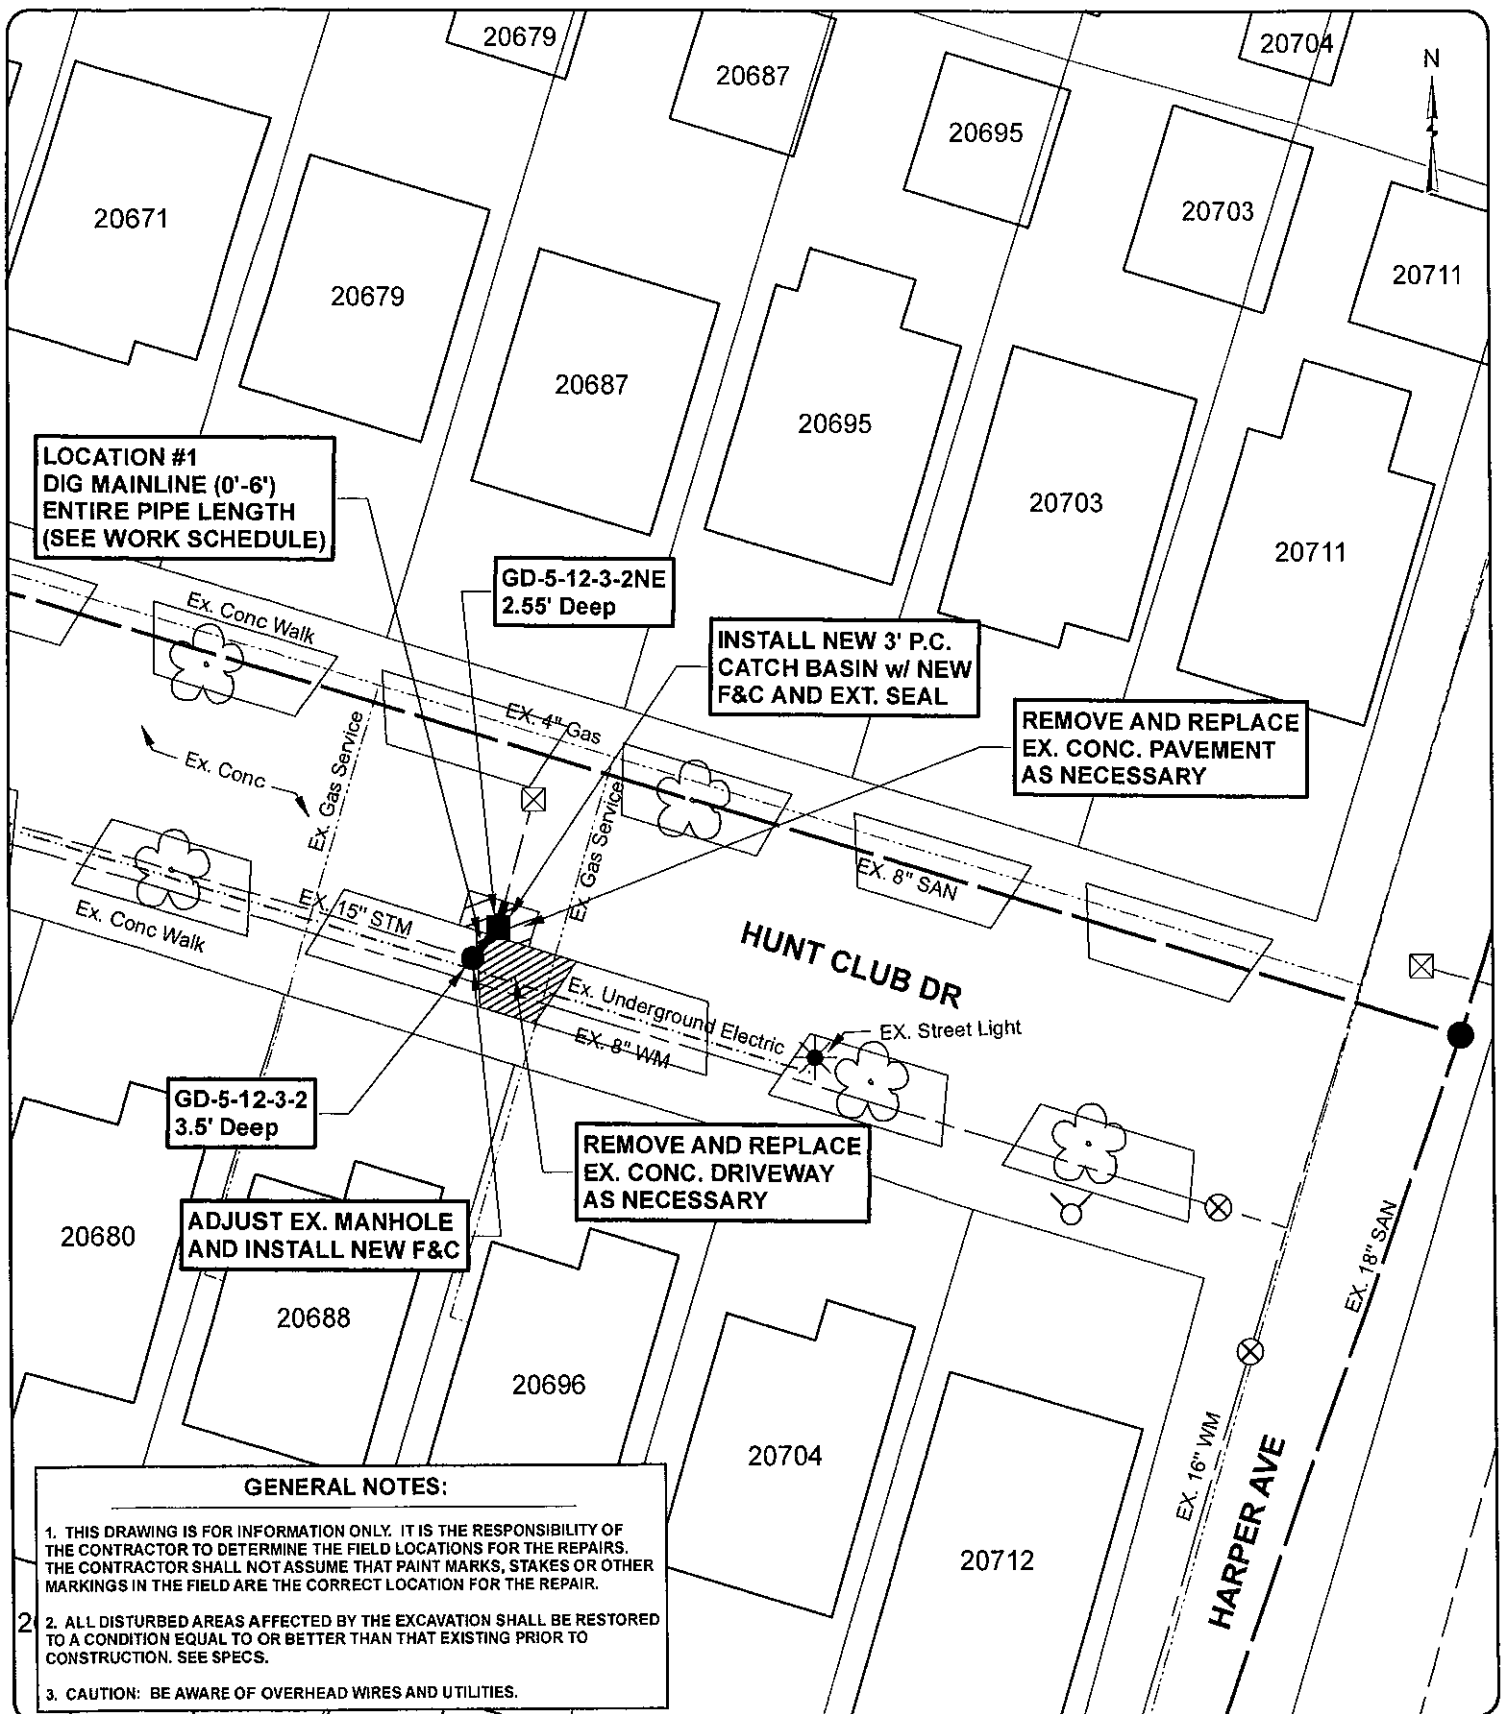 20679
20687
20704
N
20695
20703
20671
20711
20679
20687
20695
20703
20711
LOCATION #1
DIG MAINLINE (0'-6')
ENTIRE PIPE LENGTH
(SEE WORK SCHEDULE)
GD-5-12-3-2NE
2.55' Deep
INSTALL NEW 3' P.C.
CATCH BASIN w/ NEW
F&C AND EXT. SEAL
REMOVE AND REPLACE
EX. CONC. PAVEMENT
AS NECESSARY
Ex. Conc Walk
EX. 4" Gas
Ex. Conc
Ex. Gas Service
Ex. Gas Service
EX. 8" SAN
EX. 15" STM
Ex. Conc Walk
HUNT CLUB DR
Ex. Underground Electric
EX. 8" WM
EX. Street Light
GD-5-12-3-2
3.5' Deep
REMOVE AND REPLACE
EX. CONC. DRIVEWAY
AS NECESSARY
ADJUST EX. MANHOLE
AND INSTALL NEW F&C
20680
20688
20696
20704
20712
EX. 18" SAN
EX. 16" WM
HARPER AVE
GENERAL NOTES:
1. THIS DRAWING IS FOR INFORMATION ONLY. IT IS THE RESPONSIBILITY OF
THE CONTRACTOR TO DETERMINE THE FIELD LOCATIONS FOR THE REPAIRS.
THE CONTRACTOR SHALL NOT ASSUME THAT PAINT MARKS, STAKES OR OTHER
MARKINGS IN THE FIELD ARE THE CORRECT LOCATION FOR THE REPAIR.
2. ALL DISTURBED AREAS AFFECTED BY THE EXCAVATION SHALL BE RESTORED
TO A CONDITION EQUAL TO OR BETTER THAN THAT EXISTING PRIOR TO
CONSTRUCTION. SEE SPECS.
3. CAUTION: BE AWARE OF OVERHEAD WIRES AND UTILITIES.